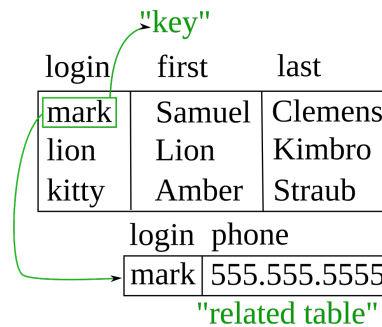 "key"
login first last
mark Samuel Clemens
lion Lion Kimbro
kitty Amber Straub
login phone
mark 555.555.5555
"related table"